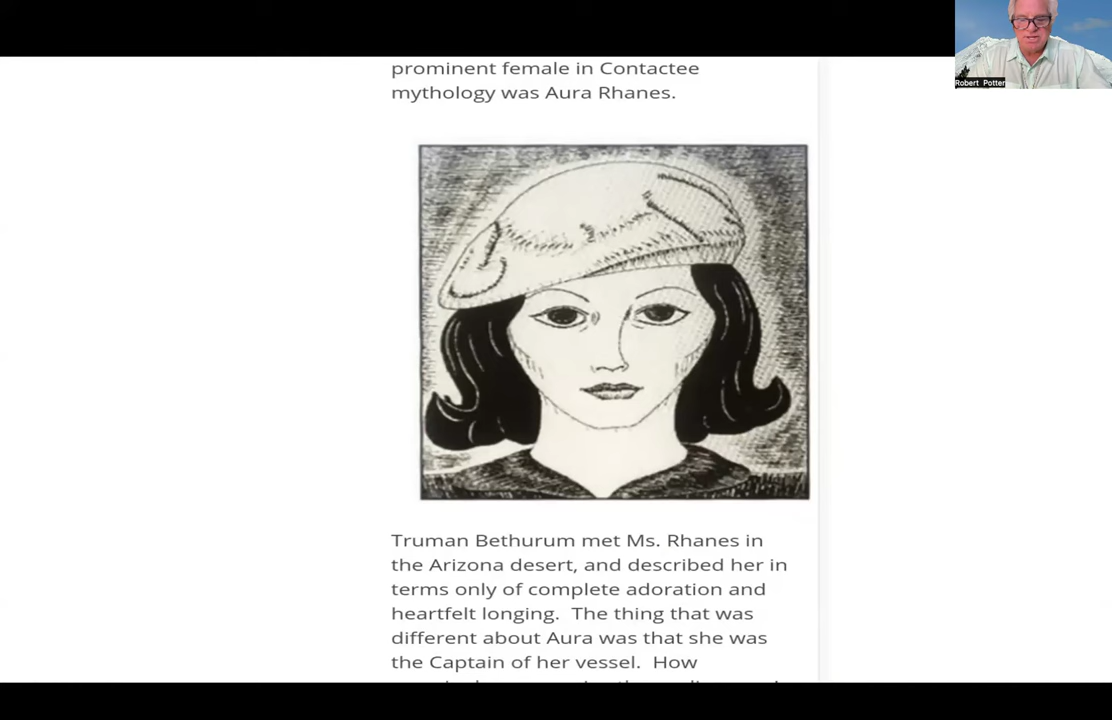 prominent female in Contactee
mythology was Aura Rhanes.
Robert Potter
Truman Bethurum met Ms. Rhanes in
the Arizona desert, and described her in
terms only of complete adoration and
heartfelt longing. The thing that was
different about Aura was that she was
the Captain of her vessel. How